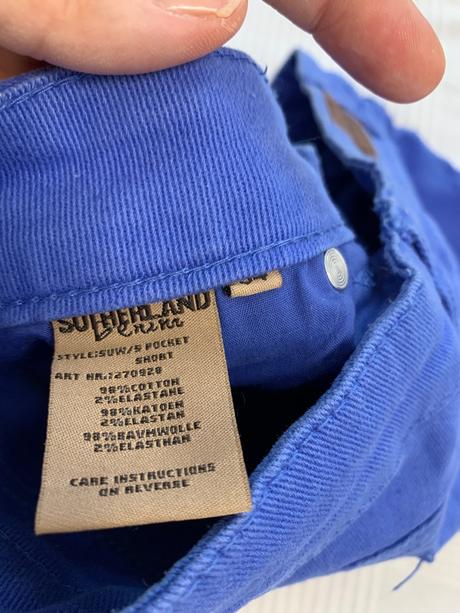 SUTHERLAND
Denim
STYLE:SUW/5 POCKET
SHORT
ART NR.:270928
98%COTTON
2%ELASTANE
98%KATOEN
2%ELASTAN
98%BAUMWOLLE
2%ELASTHAN
CARE INSTRUCTIONS
ON REVERSE